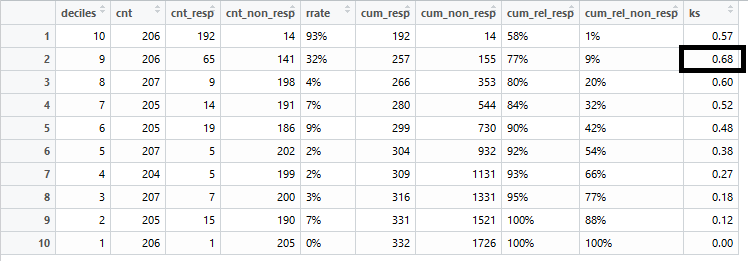 deciles cnt cnt_resp cnt_non_resp rrate cum_resp cum_non_resp cum_rel_resp cum_rel_non_resp ks
1 10 206 192 14 93% 192 14 58% 1% 0.57
2 9 206 65 141 32% 257 155 77% 9% 0.68
3 8 207 9 198 4% 266 353 80% 20% 0.60
4 7 205 14 191 7% 280 544 84% 32% 0.52
5 6 205 19 186 9% 299 730 90% 42% 0.48
6 5 207 5 202 2% 304 932 92% 54% 0.38
7 4 204 5 199 2% 309 1131 93% 66% 0.27
8 3 207 7 200 3% 316 1331 95% 77% 0.18
9 2 205 15 190 7% 331 1521 100% 88% 0.12
10 1 206 1 205 0% 332 1726 100% 100% 0.00